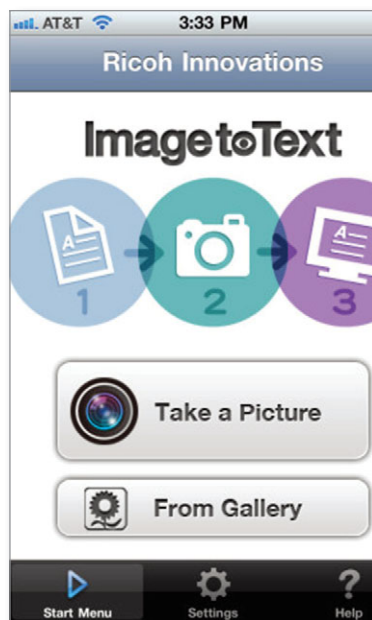 AT&T 3:33 PM
Ricoh Innovations
ImagetoText
1 2 3
Take a Picture
From Gallery
Start Menu Settings Help